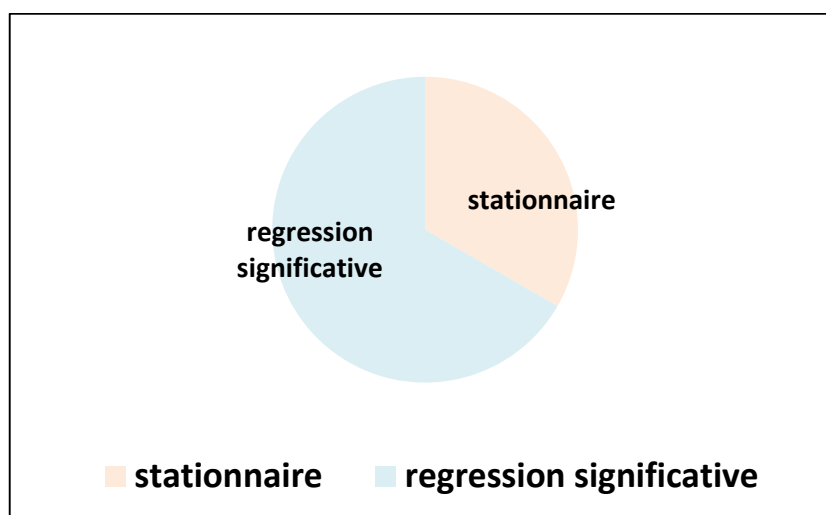 stationnaire
regression
significative
stationnaire regression significative